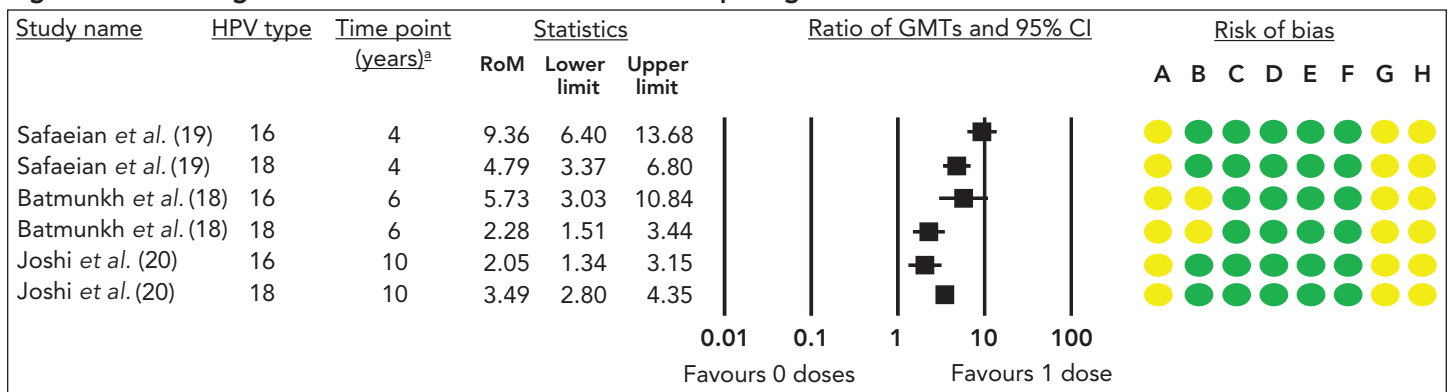 Study name HPV type Time point (years)ª Statistics Ratio of GMTs and 95% CI Risk of bias
RoM Lower limit Upper limit A B C D E F G H
Safaeian et al. (19) 16 4 9.36 6.40 13.68
Safaeian et al. (19) 18 4 4.79 3.37 6.80
Batmunkh et al. (18) 16 6 5.73 3.03 10.84
Batmunkh et al. (18) 18 6 2.28 1.51 3.44
Joshi et al. (20) 16 10 2.05 1.34 3.15
Joshi et al. (20) 18 10 3.49 2.80 4.35
0.01 0.1 1 10 100
Favours 0 doses Favours 1 dose